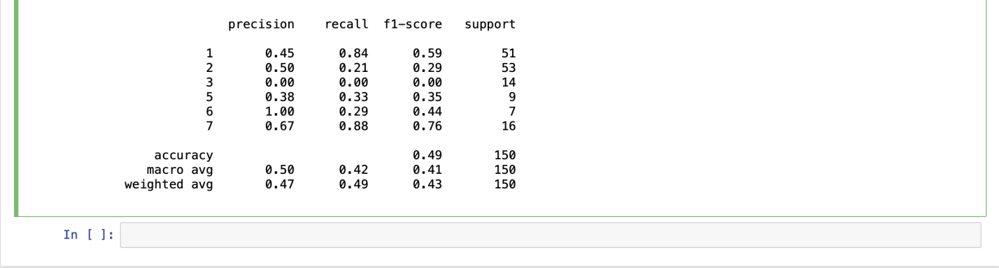 precision recall f1-score support
1 0.45 0.84 0.59 51
2 0.50 0.21 0.29 53
3 0.00 0.00 0.00 14
5 0.38 0.33 0.35 9
6 1.00 0.29 0.44 7
7 0.67 0.88 0.76 16
accuracy 0.49 150
macro avg 0.50 0.42 0.41 150
weighted avg 0.47 0.49 0.43 150
In [ ]: